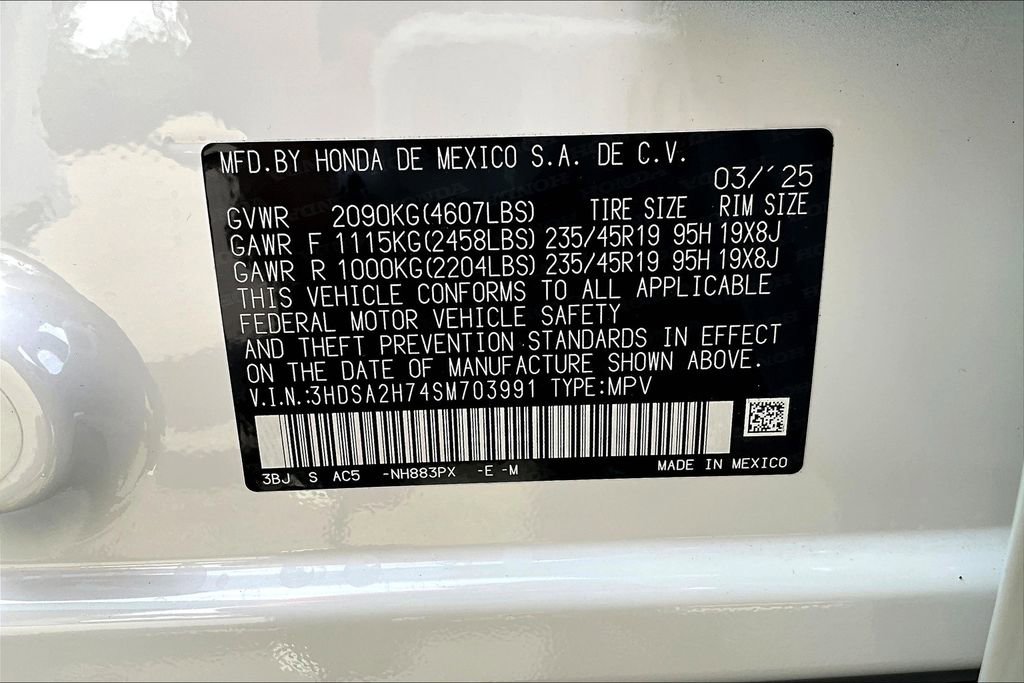 MFD.BY HONDA DE MEXICO S.A. DE C.V.
03/'25
GVWR 2090KG(4607LBS) TIRE SIZE RIM SIZE
GAWR F 1115KG(2458LBS) 235/45R19 95H 19X8J
GAWR R 1000KG(2204LBS) 235/45R19 95H 19X8J
THIS VEHICLE CONFORMS TO ALL APPLICABLE
FEDERAL MOTOR VEHICLE SAFETY
AND THEFT PREVENTION STANDARDS IN EFFECT
ON THE DATE OF MANUFACTURE SHOWN ABOVE.
V.I.N.:3HDSA2H74SM703991 TYPE:MPV
3BJ S AC5 -NH883PX -E -M MADE IN MEXICO